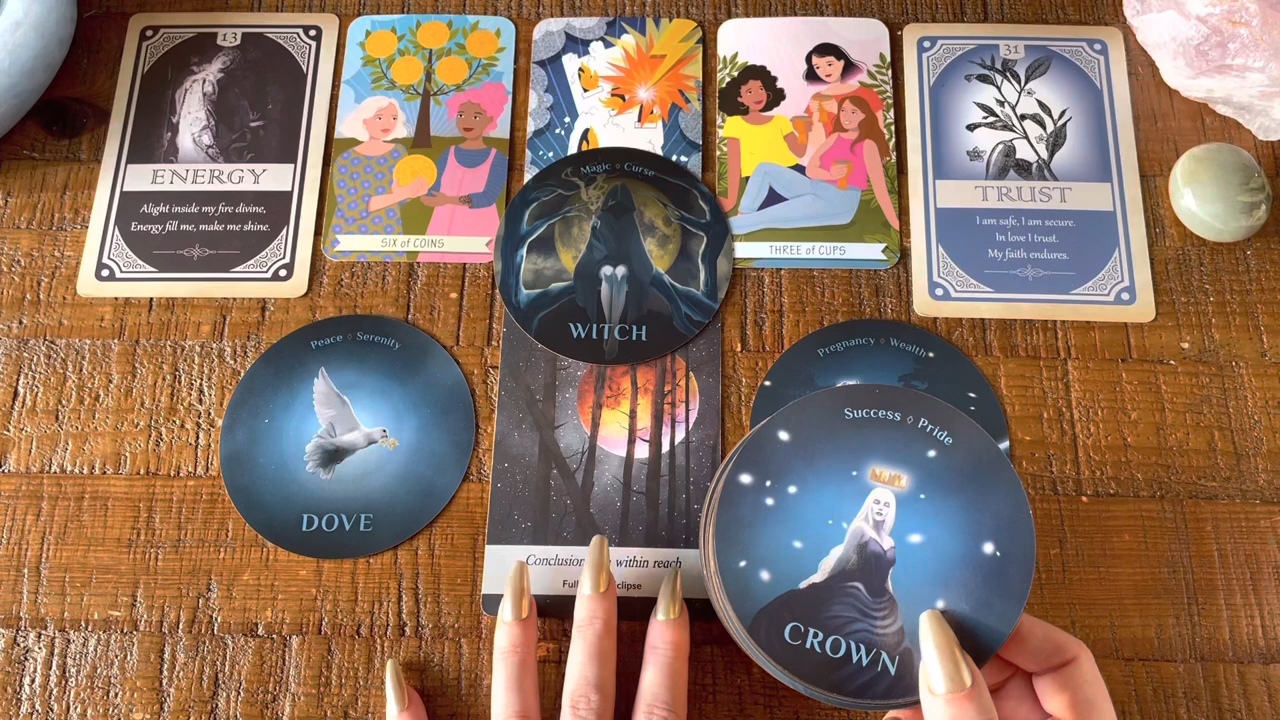 13
ENERGY
Alight inside my fire divine,
Energy fill me, make me shine.
SIX of COINS
THREE of CUPS
31
TRUST
I am safe, I am secure.
In love I trust.
My faith endures.
Magic ◊ Curse
WITCH
Peace ◊ Serenity
DOVE
Pregnancy ◊ Wealth
Success ◊ Pride
CROWN
Conclusion within reach
Full eclipse